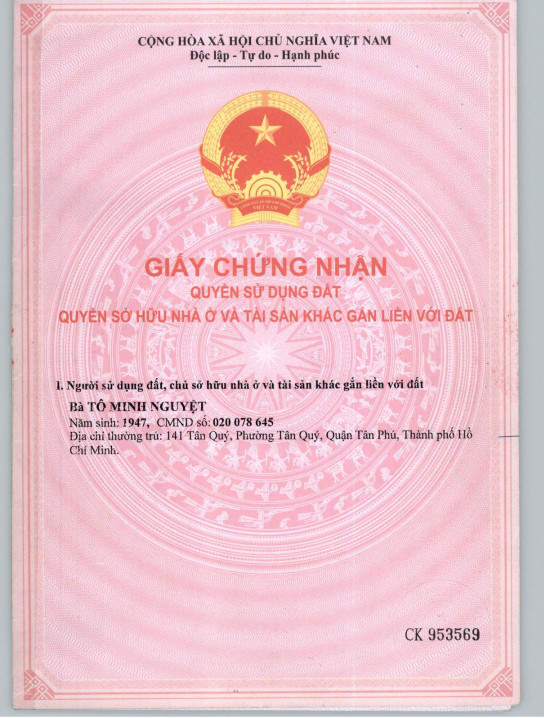 CỘNG HÒA XÃ HỘI CHỦ NGHĨA VIỆT NAM
Độc lập - Tự do - Hạnh phúc
VIỆT NAM
GIẤY CHỨNG NHẬN
QUYỀN SỬ DỤNG ĐẤT
QUYỀN SỞ HỮU NHÀ Ở VÀ TÀI SẢN KHÁC GẮN LIỀN VỚI ĐẤT
I. Người sử dụng đất, chủ sở hữu nhà ở và tài sản khác gắn liền với đất
Bà TÔ MINH NGUYỆT
Năm sinh: 1947, CMND số: 020 078 645
Địa chỉ thường trú: 141 Tân Quý, Phường Tân Quý, Quận Tân Phú, Thành phố Hồ
Chí Minh.
CK 953569